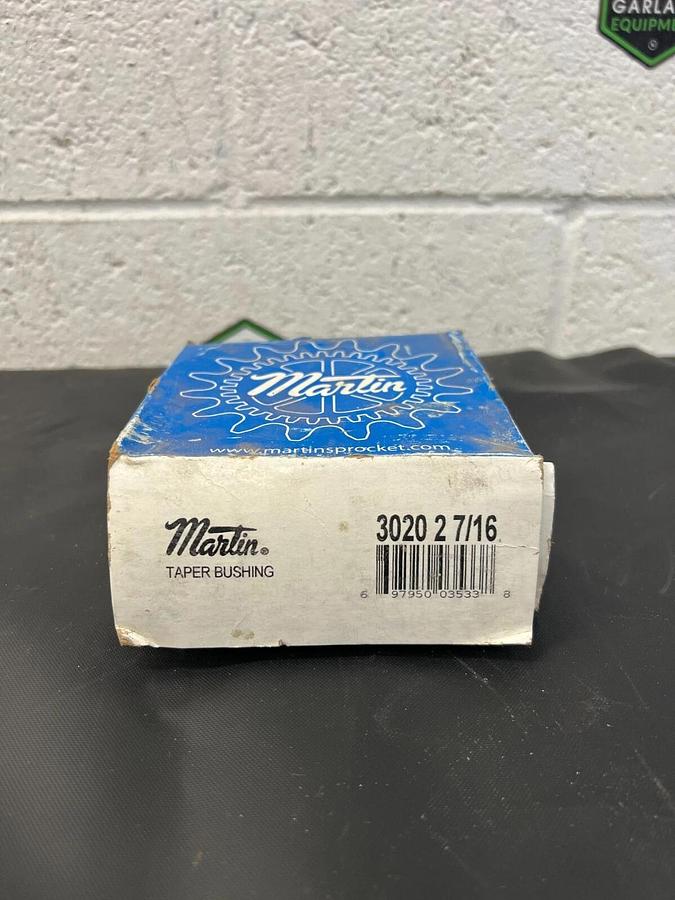 GARLA
EQUIPME
Martin
www.martinsprocket.com
Martin®
TAPER BUSHING
3020 2 7/16
6 97950 03533 8